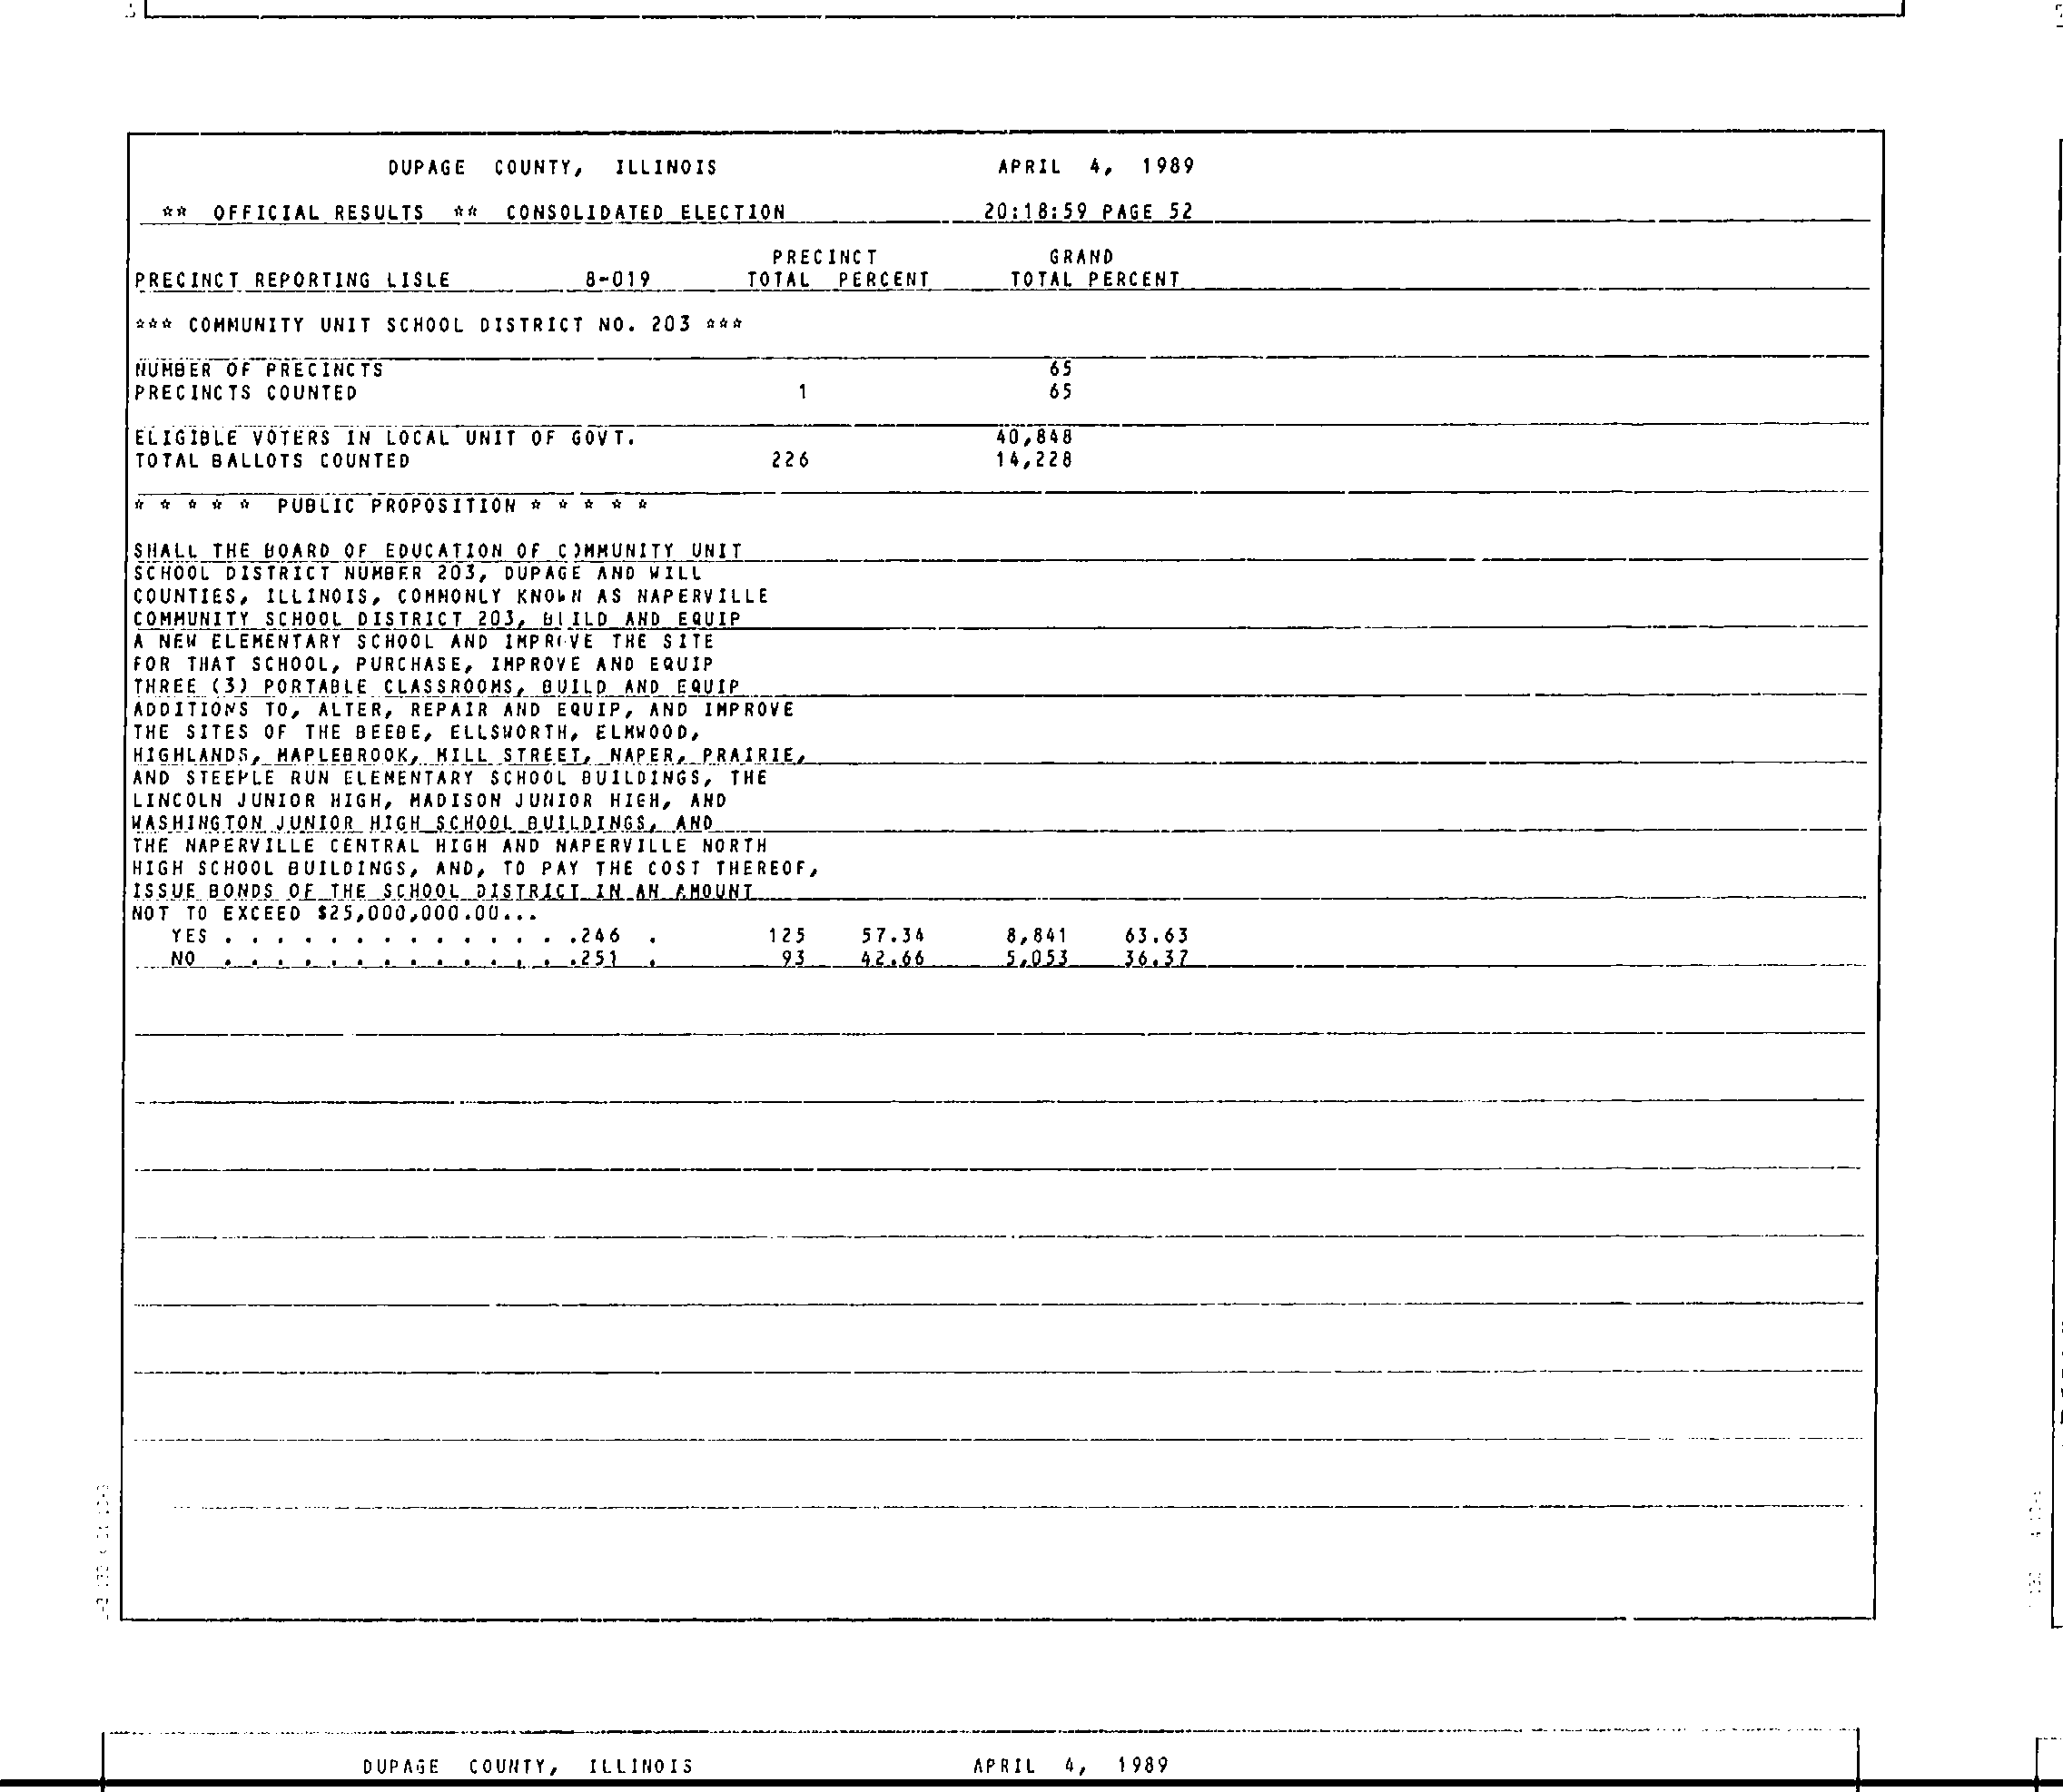 DUPAGE COUNTY, ILLINOIS APRIL 4, 1989
** OFFICIAL RESULTS ** CONSOLIDATED ELECTION 20:18:59 PAGE 52
PRECINCT GRAND
PRECINCT REPORTING LISLE 8-019 TOTAL PERCENT TOTAL PERCENT
*** COMMUNITY UNIT SCHOOL DISTRICT NO. 203 ***
NUMBER OF PRECINCTS 65
PRECINCTS COUNTED 1 65
ELIGIBLE VOTERS IN LOCAL UNIT OF GOVT. 40,848
TOTAL BALLOTS COUNTED 226 14,228
* * * * * PUBLIC PROPOSITION * * * * *
SHALL THE BOARD OF EDUCATION OF COMMUNITY UNIT
SCHOOL DISTRICT NUMBER 203, DUPAGE AND WILL
COUNTIES, ILLINOIS, COMMONLY KNOWN AS NAPERVILLE
COMMUNITY SCHOOL DISTRICT 203, BUILD AND EQUIP
A NEW ELEMENTARY SCHOOL AND IMPROVE THE SITE
FOR THAT SCHOOL, PURCHASE, IMPROVE AND EQUIP
THREE (3) PORTABLE CLASSROOMS, BUILD AND EQUIP
ADDITIONS TO, ALTER, REPAIR AND EQUIP, AND IMPROVE
THE SITES OF THE BEEBE, ELLSWORTH, ELMWOOD,
HIGHLANDS, MAPLEBROOK, MILL STREET, NAPER, PRAIRIE,
AND STEEPLE RUN ELEMENTARY SCHOOL BUILDINGS, THE
LINCOLN JUNIOR HIGH, MADISON JUNIOR HIGH, AND
WASHINGTON JUNIOR HIGH SCHOOL BUILDINGS, AND
THE NAPERVILLE CENTRAL HIGH AND NAPERVILLE NORTH
HIGH SCHOOL BUILDINGS, AND, TO PAY THE COST THEREOF,
ISSUE BONDS OF THE SCHOOL DISTRICT IN AN AMOUNT
NOT TO EXCEED $25,000,000.00...
YES . . . . . . . . . . . . . .246 . 125 57.34 8,841 63.63
NO . . . . . . . . . . . . . .251 . 93 42.66 5,053 36.37
DUPAGE COUNTY, ILLINOIS APRIL 4, 1989